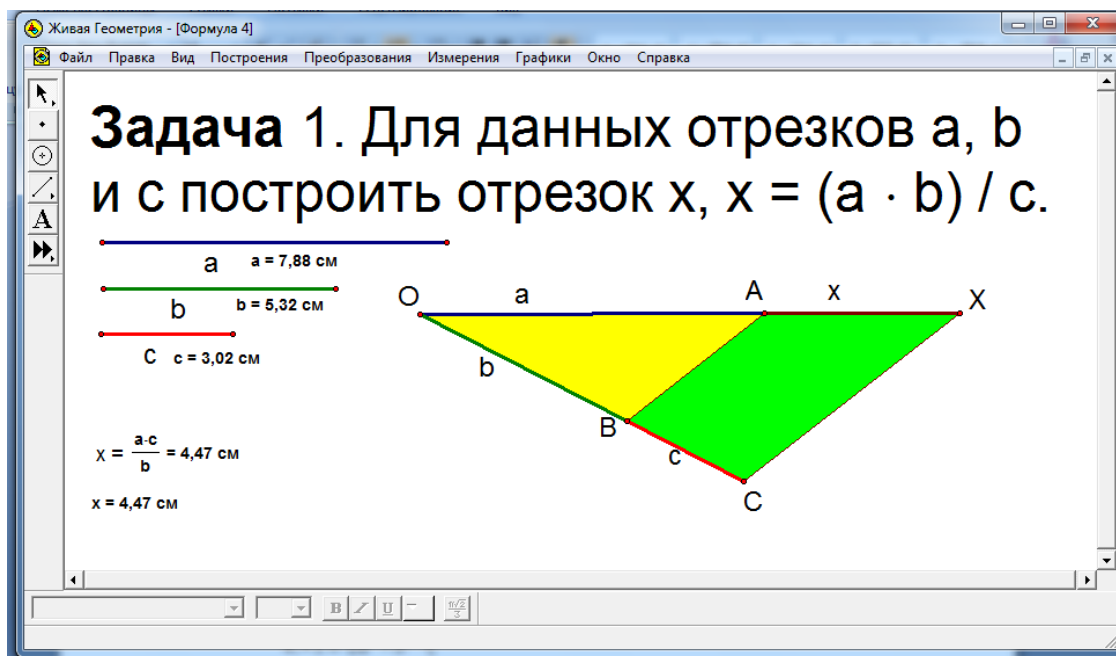 Живая Геометрия - [Формула 4]
Файл Правка Вид Построения Преобразования Измерения Графики Окно Справка
Задача 1. Для данных отрезков a, b
и c построить отрезок x, x = (a · b) / c.
a a = 7,88 см
b b = 5,32 см
c c = 3,02 см
O a A x X
b
B
c
C
x = a·c / b = 4,47 см
x = 4,47 см
A
B I U